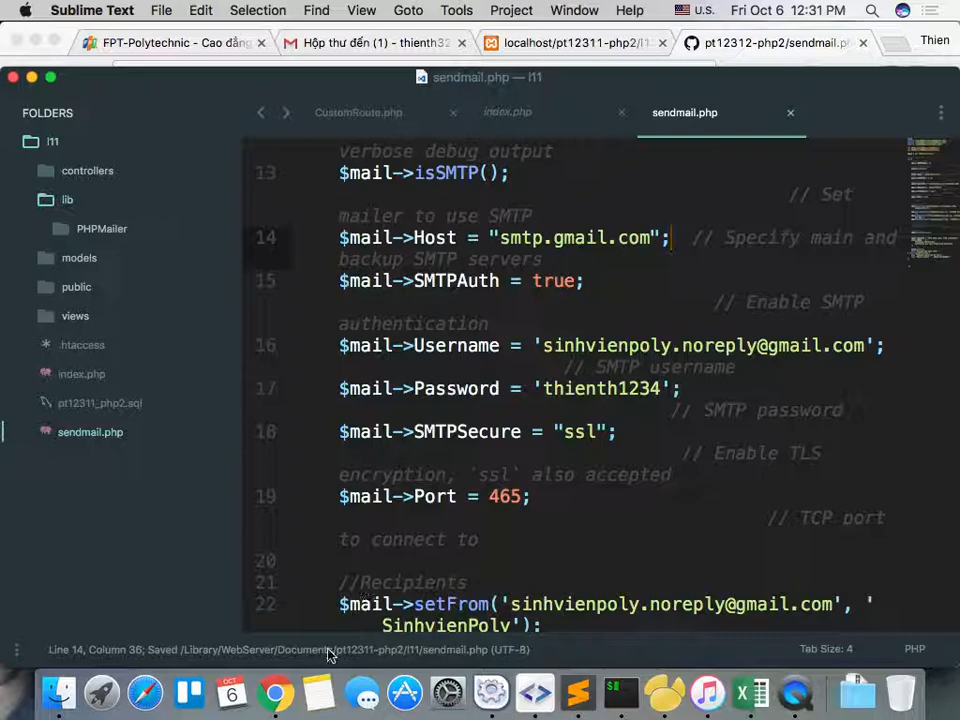 Sublime Text File Edit Selection Find View Goto Tools Project Window Help U.S. Fri Oct 6 12:31 PM
FPT-Polytechnic - Cao đẳng
Hộp thư đến (1) - thienth32
localhost/pt12311-php2/l1
pt12312-php2/sendmail.ph
Thien
sendmail.php — l11
FOLDERS
l11
controllers
lib
PHPMailer
models
public
views
.htaccess
index.php
pt12311_php2.sql
sendmail.php
CustomRoute.php
index.php
sendmail.php
verbose debug output
13 $mail->isSMTP();
// Set
mailer to use SMTP
14 $mail->Host = "smtp.gmail.com"; // Specify main and
backup SMTP servers
15 $mail->SMTPAuth = true;
// Enable SMTP
authentication
16 $mail->Username = 'sinhvienpoly.noreply@gmail.com';
// SMTP username
17 $mail->Password = 'thienth1234';
// SMTP password
18 $mail->SMTPSecure = "ssl";
// Enable TLS
encryption, `ssl` also accepted
19 $mail->Port = 465;
// TCP port
to connect to
20
21 //Recipients
22 $mail->setFrom('sinhvienpoly.noreply@gmail.com', '
SinhvienPoly');
Line 14, Column 36; Saved /Library/WebServer/Documents/pt12311-php2/l11/sendmail.php (UTF-8)
Tab Size: 4
PHP
OCT
6